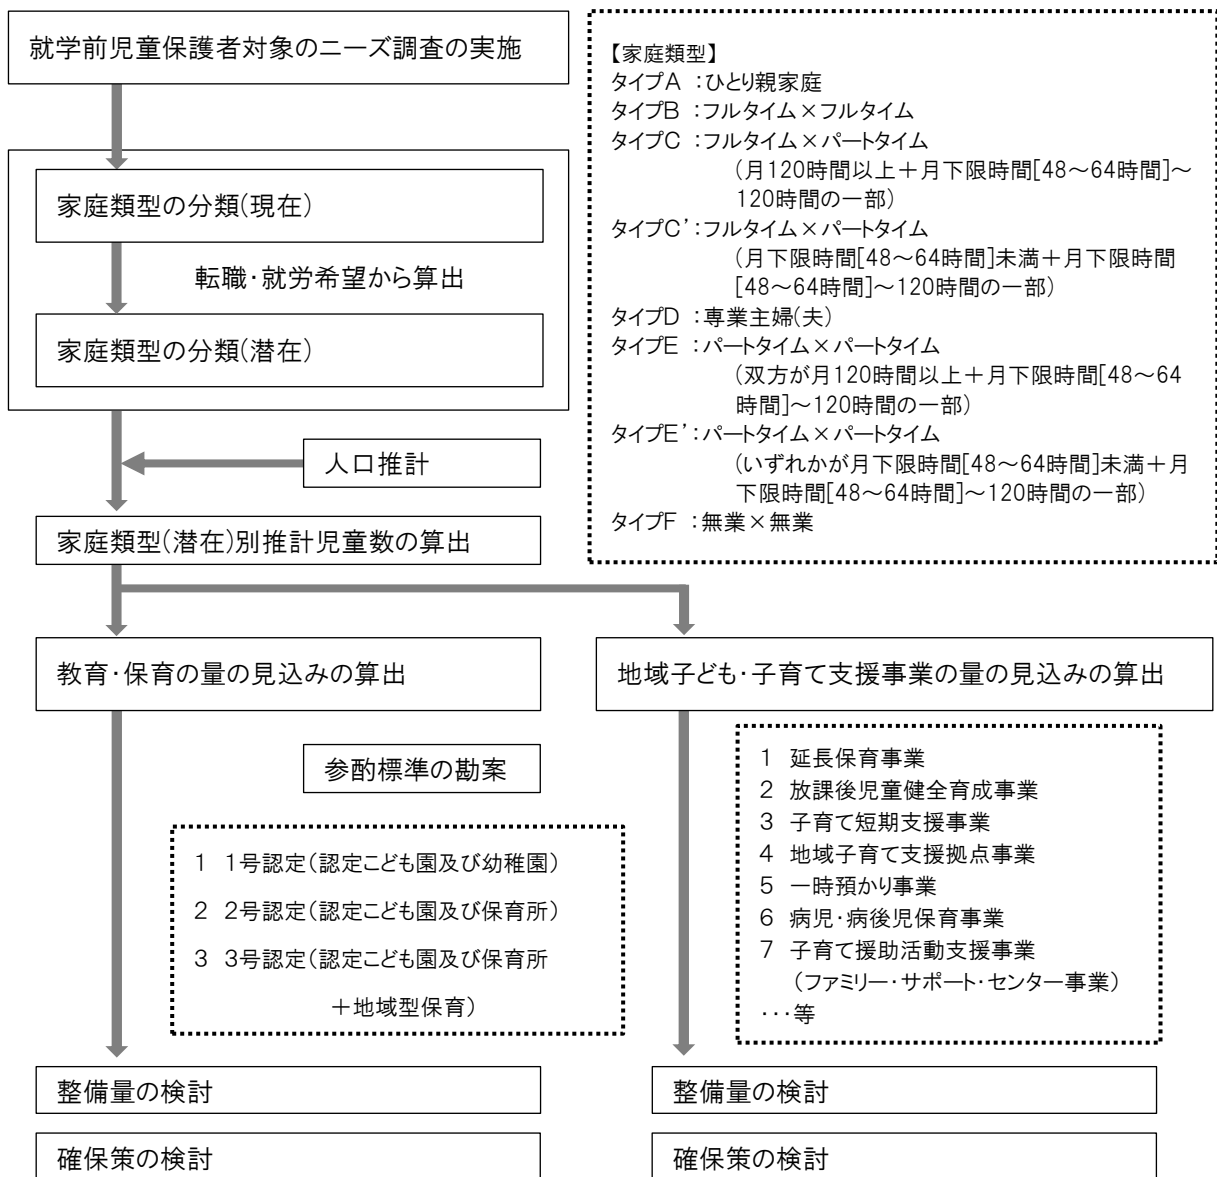 就学前児童保護者対象のニーズ調査の実施
家庭類型の分類(現在)
転職・就労希望から算出
家庭類型の分類(潜在)
人口推計
家庭類型(潜在)別推計児童数の算出
【家庭類型】
タイプA ：ひとり親家庭
タイプB ：フルタイム×フルタイム
タイプC ：フルタイム×パートタイム
(月120時間以上＋月下限時間[48～64時間]～
120時間の一部)
タイプC’：フルタイム×パートタイム
(月下限時間[48～64時間]未満＋月下限時間
[48～64時間]～120時間の一部)
タイプD ：専業主婦(夫)
タイプE ：パートタイム×パートタイム
(双方が月120時間以上＋月下限時間[48～64
時間]～120時間の一部)
タイプE’：パートタイム×パートタイム
(いずれかが月下限時間[48～64時間]未満＋月
下限時間[48～64時間]～120時間の一部)
タイプF ：無業×無業
教育・保育の量の見込みの算出
参酌標準の勘案
1 1号認定(認定こども園及び幼稚園)
2 2号認定(認定こども園及び保育所)
3 3号認定(認定こども園及び保育所
＋地域型保育)
整備量の検討
確保策の検討
地域子ども・子育て支援事業の量の見込みの算出
1 延長保育事業
2 放課後児童健全育成事業
3 子育て短期支援事業
4 地域子育て支援拠点事業
5 一時預かり事業
6 病児・病後児保育事業
7 子育て援助活動支援事業
(ファミリー・サポート・センター事業)
・・・等
整備量の検討
確保策の検討